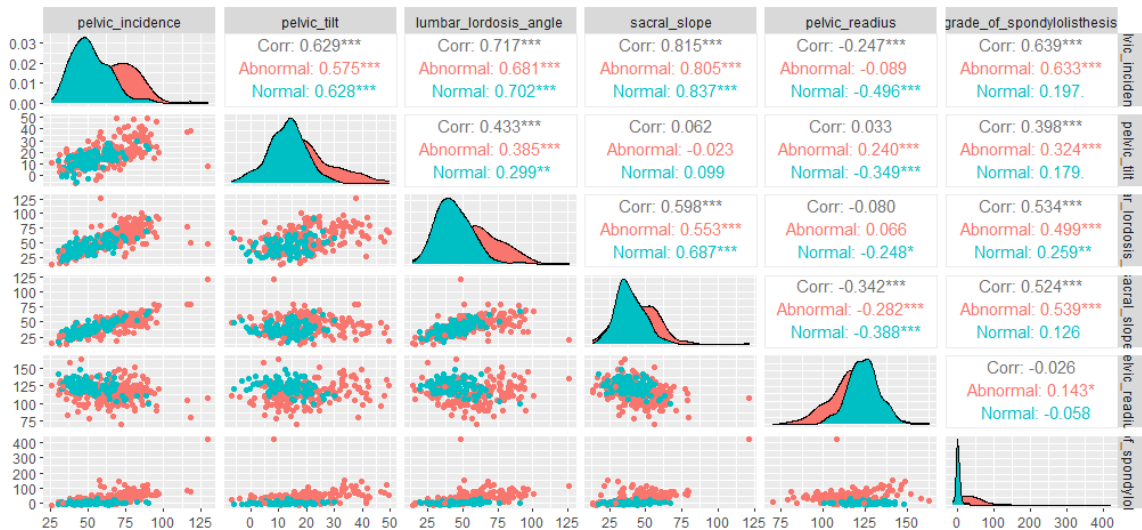 pelvic_incidence pelvic_tilt lumbar_lordosis_angle sacral_slope pelvic_readius grade_of_spondylolisthesis
0.03
0.02
0.01
0.00
Corr: 0.629***
Abnormal: 0.575***
Normal: 0.628***
Corr: 0.717***
Abnormal: 0.681***
Normal: 0.702***
Corr: 0.815***
Abnormal: 0.805***
Normal: 0.837***
Corr: -0.247***
Abnormal: -0.089
Normal: -0.496***
Corr: 0.639***
Abnormal: 0.633***
Normal: 0.197.
lvic_inciden
50
40
30
20
10
0
Corr: 0.433***
Abnormal: 0.385***
Normal: 0.299**
Corr: 0.062
Abnormal: -0.023
Normal: 0.099
Corr: 0.033
Abnormal: 0.240***
Normal: -0.349***
Corr: 0.398***
Abnormal: 0.324***
Normal: 0.179.
pelvic_tilt
125
100
75
50
25
Corr: 0.598***
Abnormal: 0.553***
Normal: 0.687***
Corr: -0.080
Abnormal: 0.066
Normal: -0.248*
Corr: 0.534***
Abnormal: 0.499***
Normal: 0.259**
ar_lordosis_
125
100
75
50
25
Corr: -0.342***
Abnormal: -0.282***
Normal: -0.388***
Corr: 0.524***
Abnormal: 0.539***
Normal: 0.126
sacral_slope
150
125
100
75
Corr: -0.026
Abnormal: 0.143*
Normal: -0.058
elvic_readiu
400
300
200
100
0
of_spondylol
25 50 75 100 125
0 10 20 30 40 50
25 50 75 100 125
25 50 75 100 125
75 100 125 150
0 100 200 300 400